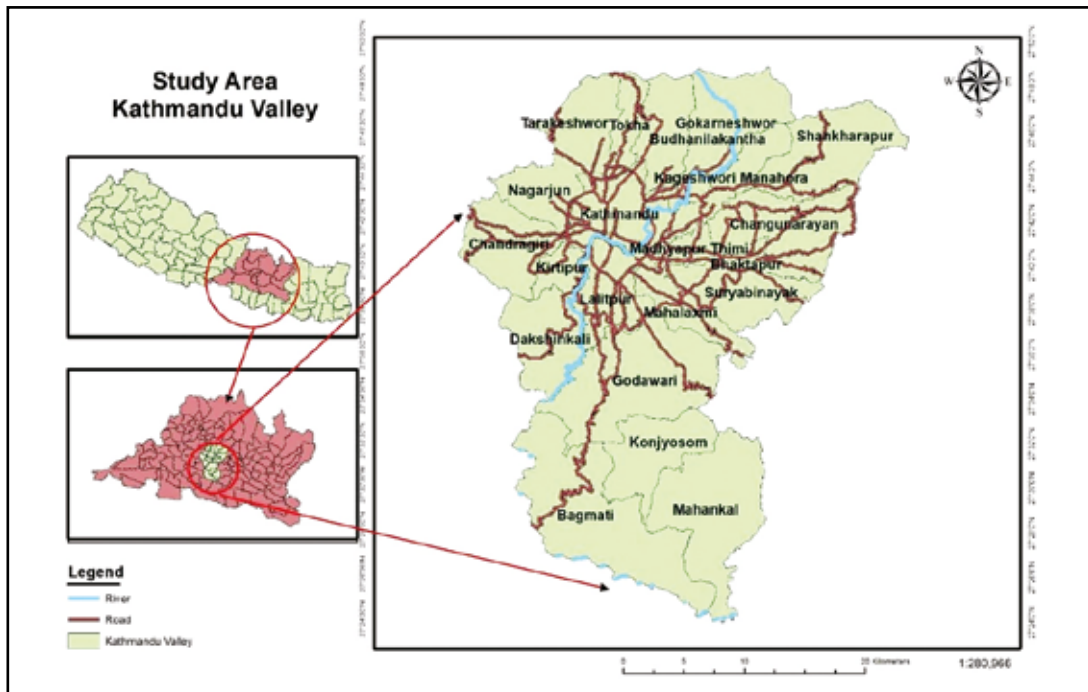 Study Area
Kathmandu Valley
N
W E
S
Tarakeshwor
Tokha
Gokarneshwor
Budhanilakantha
Shankharapur
Nagarjun
Kageshwori Manahora
Kathmandu
Changunarayan
Chandragiri
Madhyapur Thimi
Kirtipur
Bhaktapur
Suryabinayak
Lalitpur
Mahalaxmi
Dakshinkali
Godawari
Konjyosom
Bagmati
Mahankal
Legend
River
Road
Kathmandu Valley
0 5 10 20 Kilometers
1:280,966